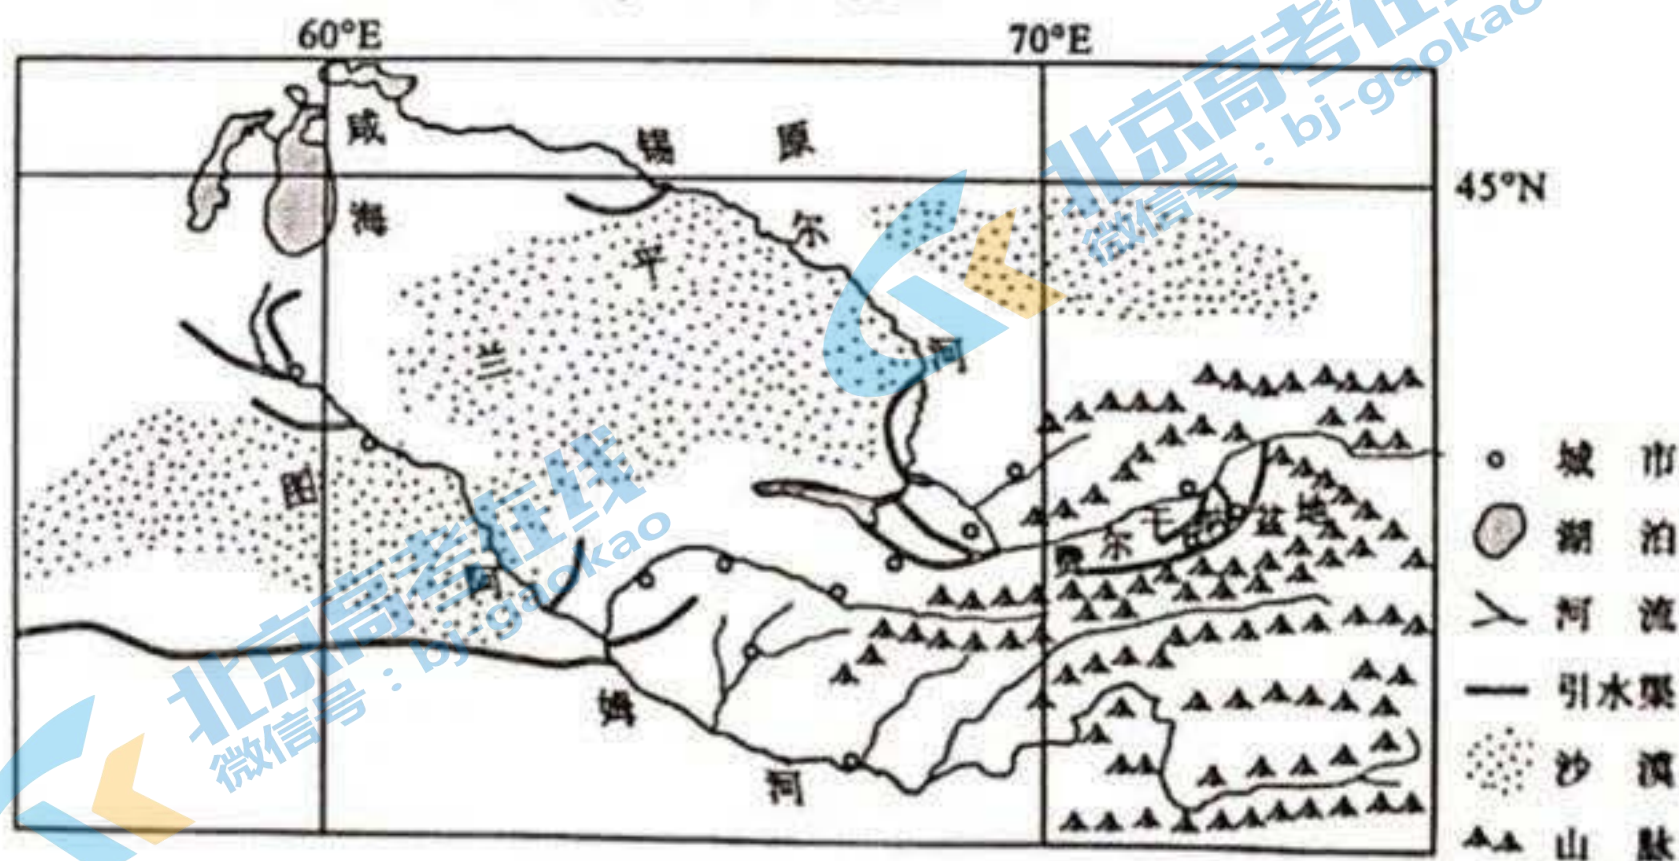 60°E
70°E
45°N
咸
海
锡
尔
河
图
兰
平
原
阿
姆
河
费 尔 干 纳 盆 地
城 市
湖 泊
河 流
引水渠
沙 漠
山 脉
北京高考在线
微信号:bj-gaokao
北京高考在线
微信号:bj-gaokao